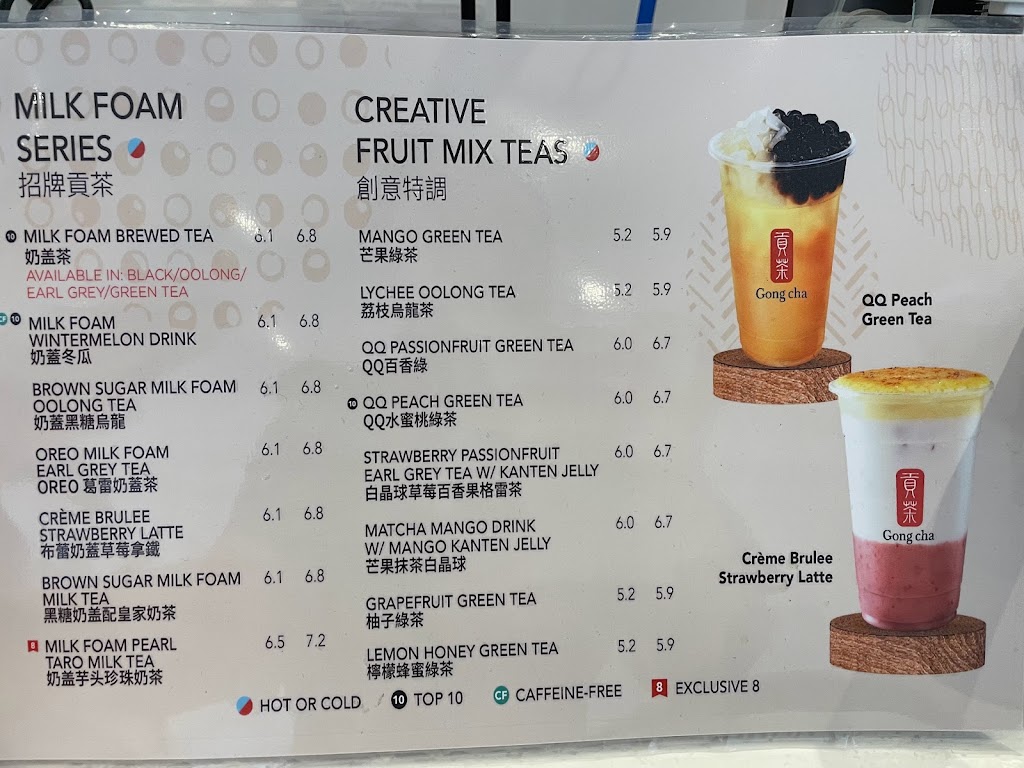 MILK FOAM
SERIES
招牌貢茶
10 MILK FOAM BREWED TEA 6.1 6.8
奶盖茶
AVAILABLE IN: BLACK/OOLONG/
EARL GREY/GREEN TEA
CF 10 MILK FOAM 6.1 6.8
WINTERMELON DRINK
奶蓋冬瓜
BROWN SUGAR MILK FOAM 6.1 6.8
OOLONG TEA
奶蓋黑糖烏龍
OREO MILK FOAM 6.1 6.8
EARL GREY TEA
OREO 葛雷奶蓋茶
CRÈME BRULEE 6.1 6.8
STRAWBERRY LATTE
布蕾奶蓋草莓拿鐵
BROWN SUGAR MILK FOAM 6.1 6.8
MILK TEA
黑糖奶盖配皇家奶茶
8 MILK FOAM PEARL 6.5 7.2
TARO MILK TEA
奶盖芋头珍珠奶茶
CREATIVE
FRUIT MIX TEAS
創意特調
MANGO GREEN TEA 5.2 5.9
芒果綠茶
LYCHEE OOLONG TEA 5.2 5.9
荔枝烏龍茶
QQ PASSIONFRUIT GREEN TEA 6.0 6.7
QQ百香綠
10 QQ PEACH GREEN TEA 6.0 6.7
QQ水蜜桃綠茶
STRAWBERRY PASSIONFRUIT 6.0 6.7
EARL GREY TEA W/ KANTEN JELLY
白晶球草莓百香果格雷茶
MATCHA MANGO DRINK 6.0 6.7
W/ MANGO KANTEN JELLY
芒果抹茶白晶球
GRAPEFRUIT GREEN TEA 5.2 5.9
柚子綠茶
LEMON HONEY GREEN TEA 5.2 5.9
檸檬蜂蜜綠茶
貢茶
Gong cha
QQ Peach
Green Tea
貢茶
Gong cha
Crème Brulee
Strawberry Latte
HOT OR COLD 10 TOP 10 CF CAFFEINE-FREE 8 EXCLUSIVE 8